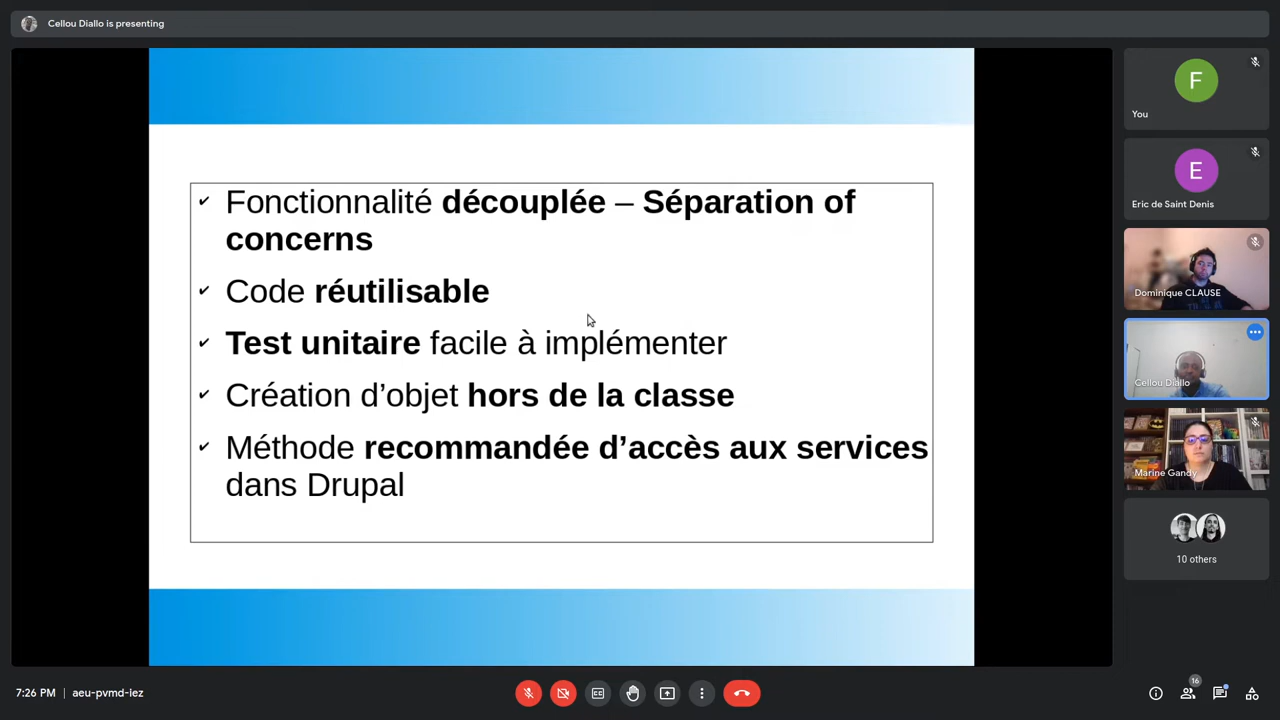 Cellou Diallo is presenting
✔ Fonctionnalité découplée – Séparation of
concerns
✔ Code réutilisable
✔ Test unitaire facile à implémenter
✔ Création d’objet hors de la classe
✔ Méthode recommandée d’accès aux services
dans Drupal
F
You
E
Eric de Saint Denis
Dominique CLAUSE
Cellou Diallo
Marine Gandy
10 others
7:26 PM | aeu-pvmd-iez
16